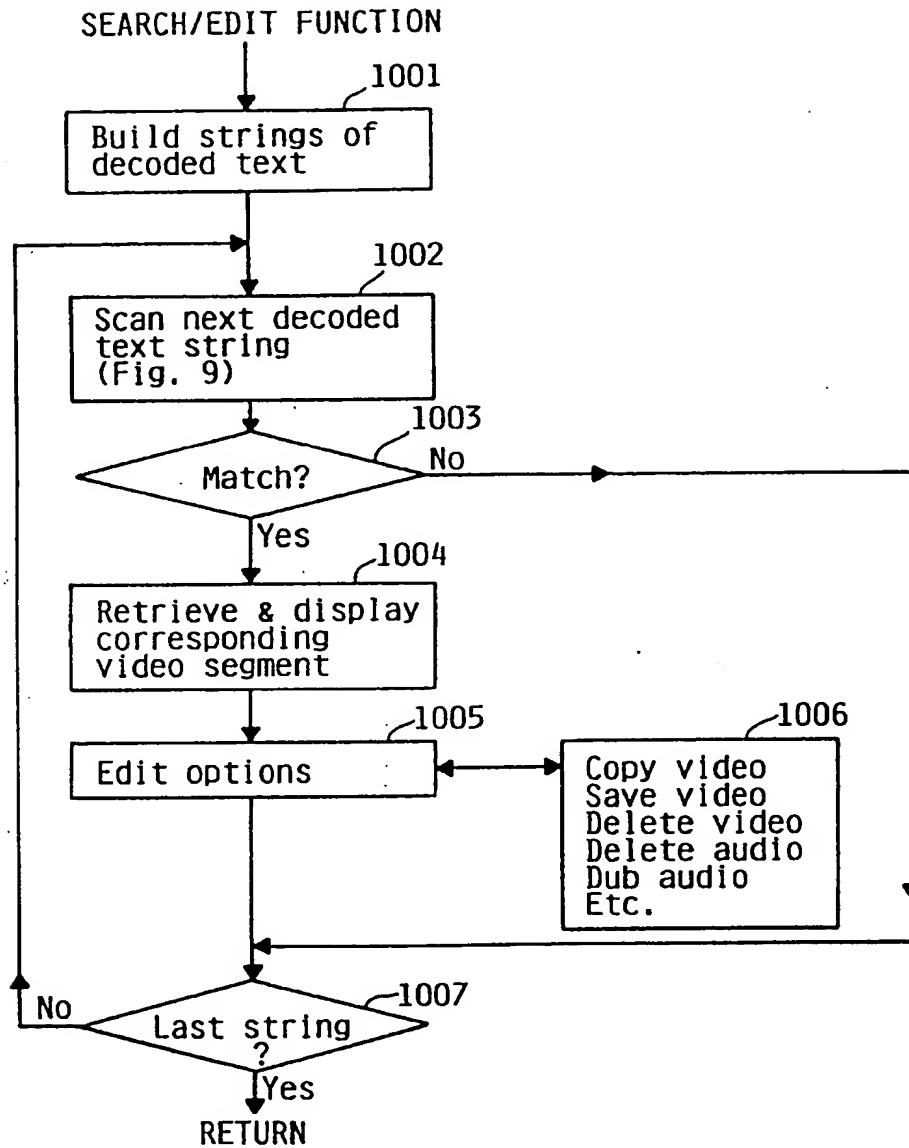 SEARCH/EDIT FUNCTION
1001
Build strings of
decoded text
1002
Scan next decoded
text string
(Fig. 9)
1003
Match?
No
Yes
1004
Retrieve & display
corresponding
video segment
1005
Edit options
1006
Copy video
Save video
Delete video
Delete audio
Dub audio
Etc.
1007
Last string
?
No
Yes
RETURN